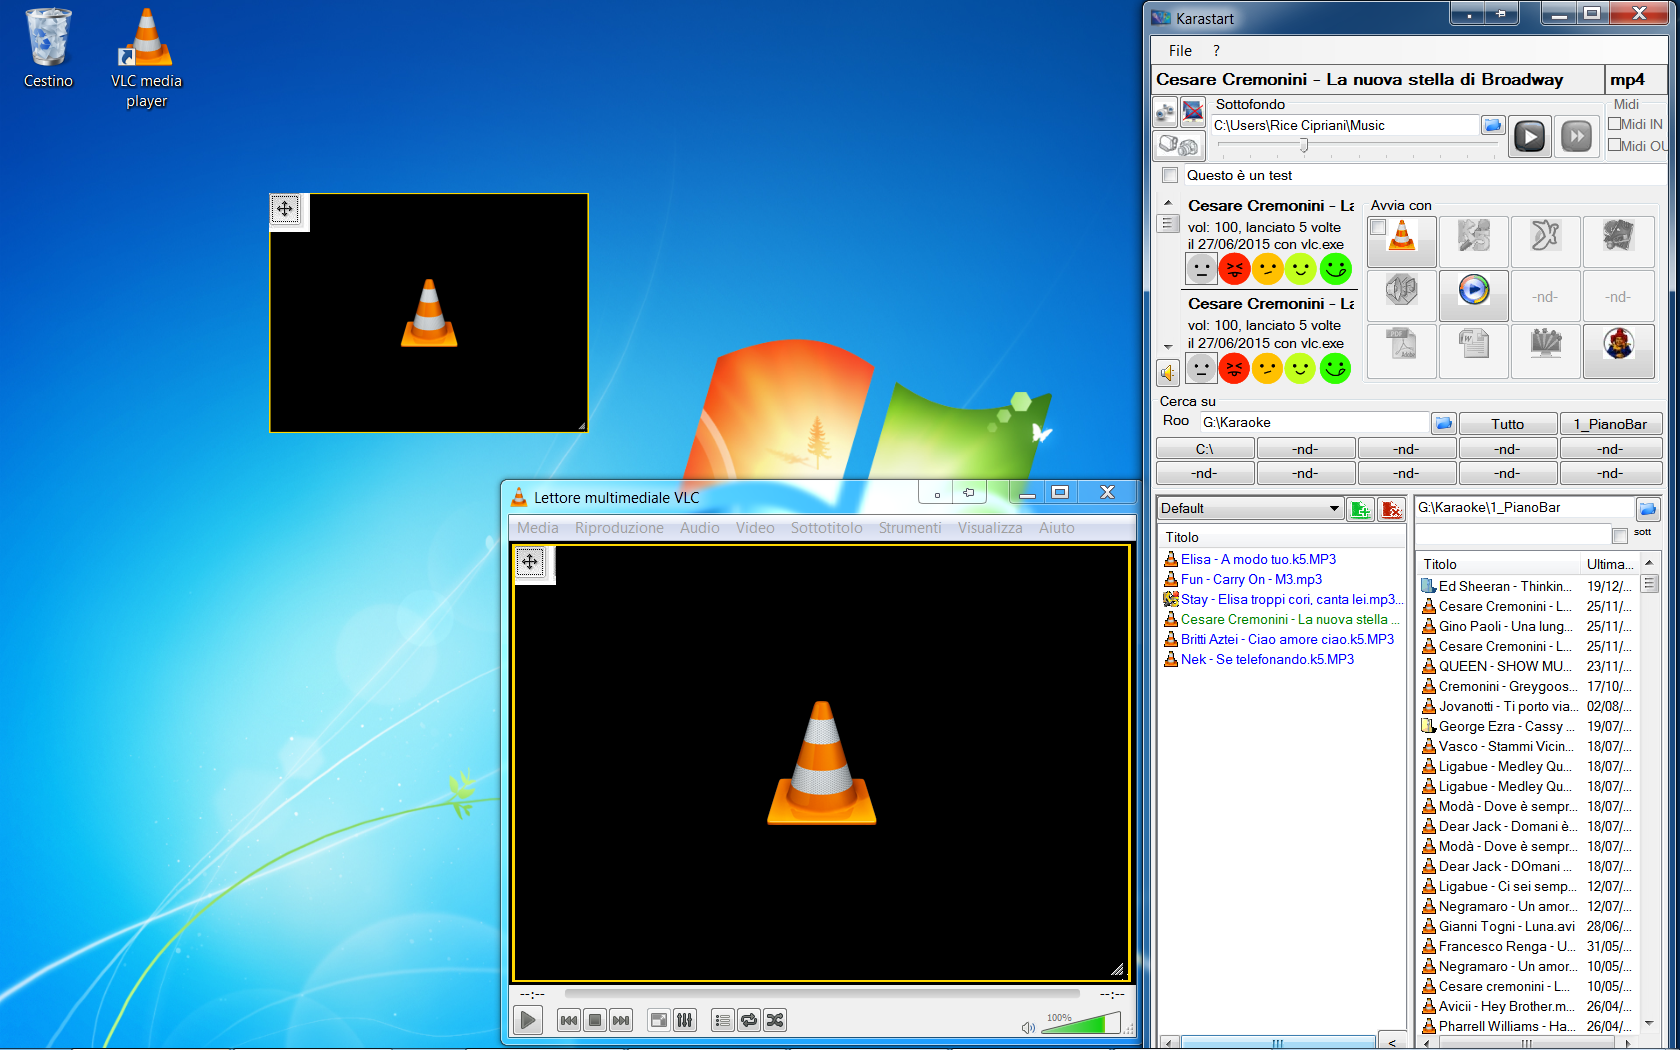 Cestino
VLC media
player
Karastart
File ?
Cesare Cremonini - La nuova stella di Broadway mp4
Sottofondo
Midi
C:\Users\Rice Cipriani\Music
Midi IN
Midi OU
Questo è un test
Cesare Cremonini - La
vol: 100, lanciato 5 volte
il 27/06/2015 con vlc.exe
Cesare Cremonini - La
vol: 100, lanciato 5 volte
il 27/06/2015 con vlc.exe
Avvia con
-nd- -nd-
Cerca su
Roo G:\Karaoke Tutto 1_PianoBar
C:\ -nd- -nd- -nd- -nd-
-nd- -nd- -nd- -nd- -nd-
Default
Titolo
Elisa - A modo tuo.k5.MP3
Fun - Carry On - M3.mp3
Stay - Elisa troppi cori, canta lei.mp3...
Cesare Cremonini - La nuova stella ...
Britti Aztei - Ciao amore ciao.k5.MP3
Nek - Se telefonando.k5.MP3
<
G:\Karaoke\1_PianoBar
sott
Titolo Ultima...
Ed Sheeran - Thinkin... 19/12/...
Cesare Cremonini - L... 25/11/...
Gino Paoli - Una lung... 25/11/...
Cesare Cremonini - L... 25/11/...
QUEEN - SHOW MU... 23/11/...
Cremonini - Greygoos... 17/10/...
Jovanotti - Ti porto via... 02/08/...
George Ezra - Cassy ... 19/07/...
Vasco - Stammi Vicin... 18/07/...
Ligabue - Medley Qu... 18/07/...
Ligabue - Medley Qu... 18/07/...
Modà - Dove è sempr... 18/07/...
Dear Jack - Domani è... 18/07/...
Modà - Dove è sempr... 18/07/...
Dear Jack - DOmani ... 18/07/...
Ligabue - Ci sei semp... 12/07/...
Negramaro - Un amor... 12/07/...
Gianni Togni - Luna.avi 28/06/...
Francesco Renga - U... 31/05/...
Negramaro - Un amor... 10/05/...
Cesare cremonini - L... 10/05/...
Avicii - Hey Brother.m... 26/04/...
Pharrell Williams - Ha... 26/04/...
Lettore multimediale VLC
Media Riproduzione Audio Video Sottotitolo Strumenti Visualizza Aiuto
--:-- --:--
100%